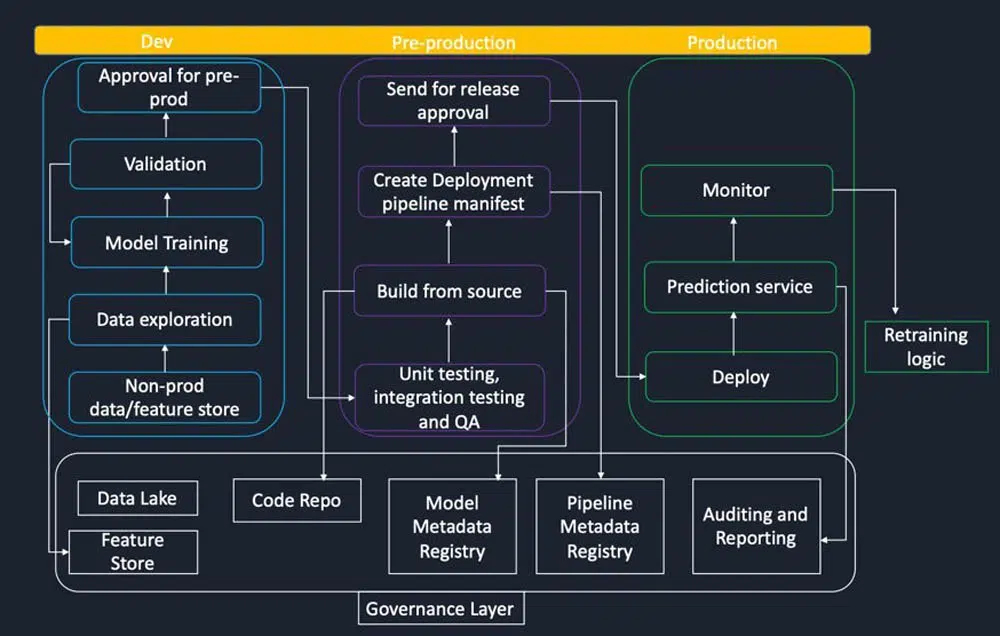 Dev
Pre-production
Production
Approval for pre-
prod
Validation
Model Training
Data exploration
Non-prod
data/feature store
Send for release
approval
Create Deployment
pipeline manifest
Build from source
Unit testing,
integration testing
and QA
Monitor
Prediction service
Deploy
Retraining
logic
Data Lake
Feature
Store
Code Repo
Model
Metadata
Registry
Pipeline
Metadata
Registry
Auditing and
Reporting
Governance Layer